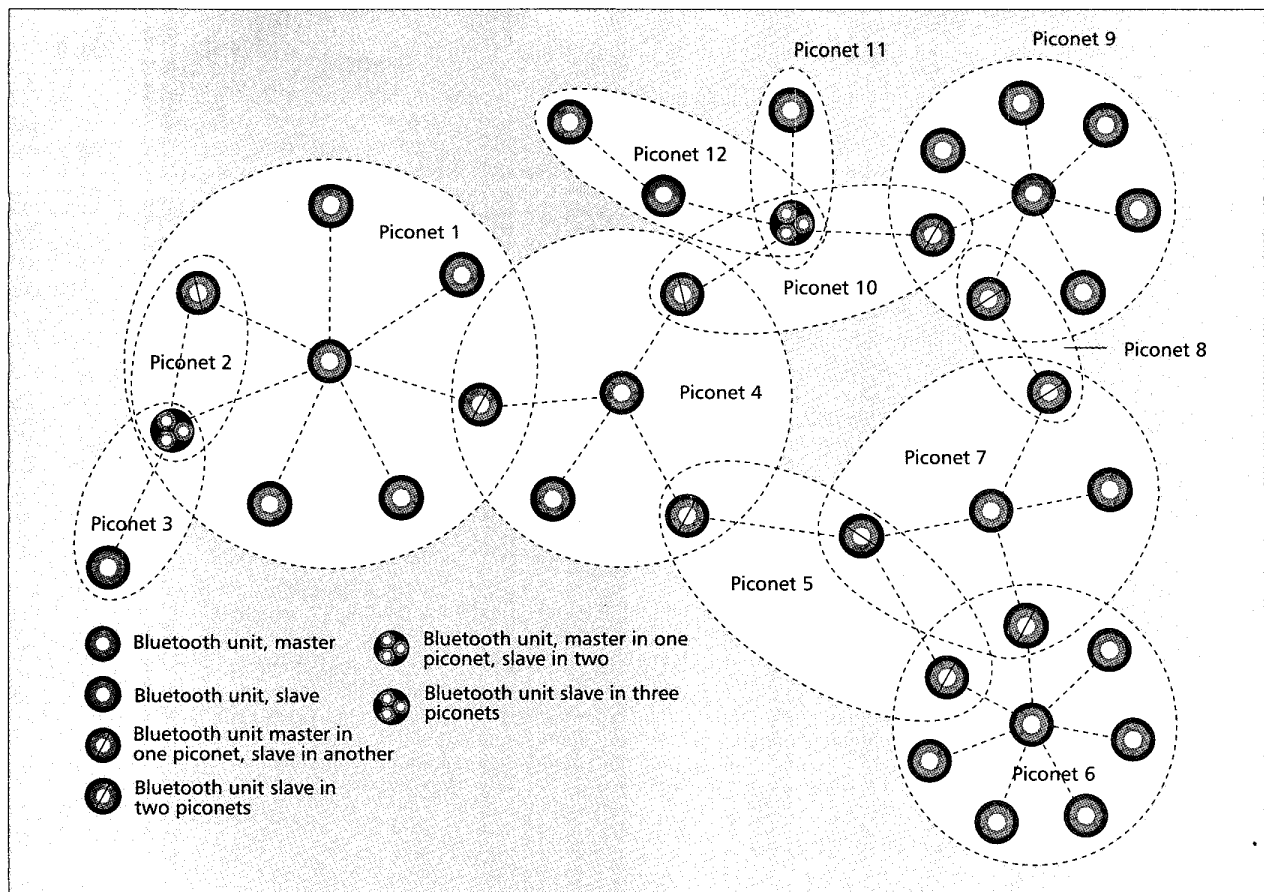 Piconet 9
Piconet 11
Piconet 12
Piconet 1
Piconet 10
Piconet 8
Piconet 2
Piconet 4
Piconet 7
Piconet 3
Piconet 5
Piconet 6
Bluetooth unit, master
Bluetooth unit, slave
Bluetooth unit master in
one piconet, slave in another
Bluetooth unit slave in
two piconets
Bluetooth unit, master in one
piconet, slave in two
Bluetooth unit slave in three
piconets